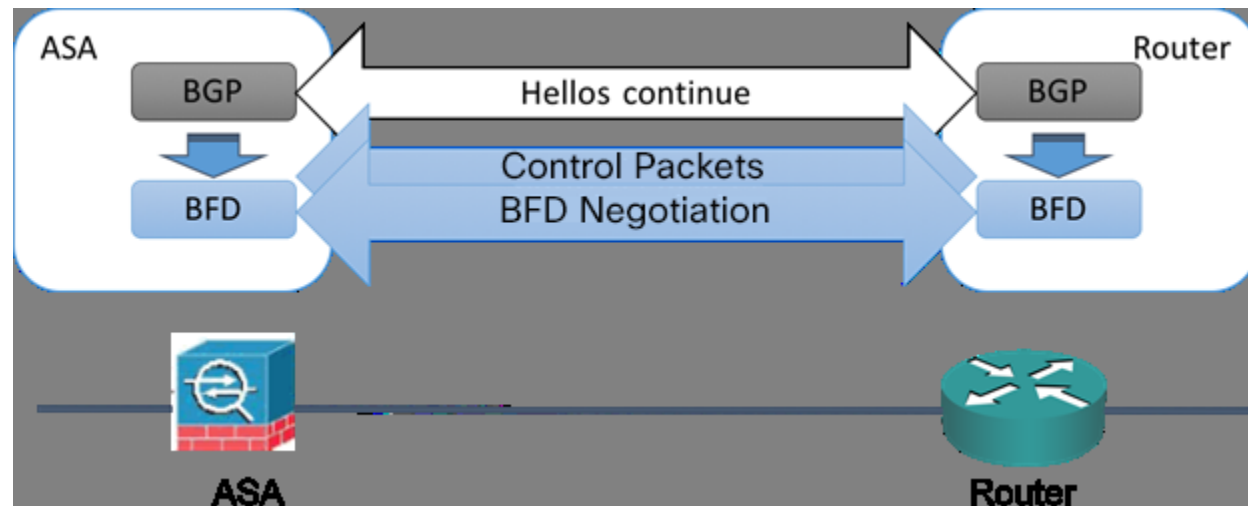 ASA
Router
BGP
Hellos continue
BGP
Control Packets
BFD
BFD Negotiation
BFD
ASA
Router